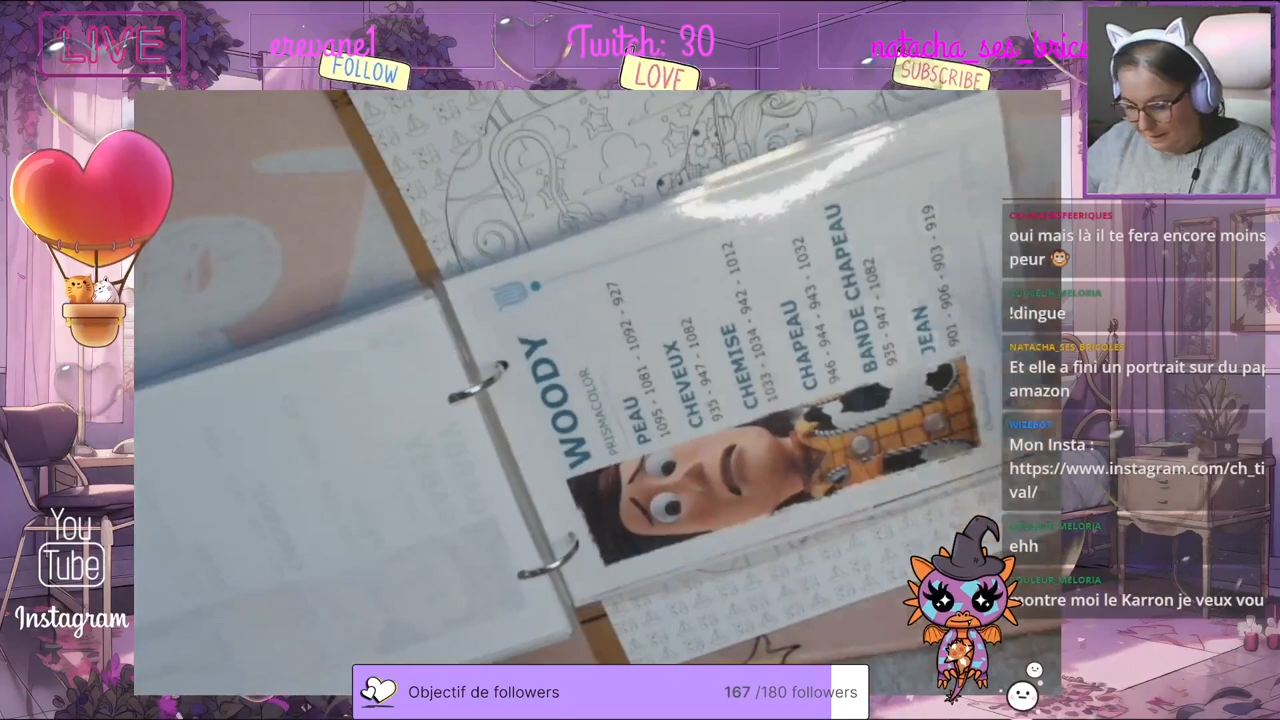 LIVE
erevane1
FOLLOW
Twitch: 30
LOVE
natacha_ses_brico
SUBSCRIBE
WOODY
PRISMACOLOR
PEAU
1095 - 1081 - 1092 - 927
CHEVEUX
935 - 947 - 1082
CHEMISE
1033 - 1034 - 942 - 1012
CHAPEAU
946 - 944 - 943 - 1032
BANDE CHAPEAU
935 - 947 - 1082
JEAN
901 - 906 - 903 - 919
oui mais là il te fera encore moins
peur
!dingue
NATACHA_SES_BRICOLES
Et elle a fini un portrait sur du pap
amazon
WIZEBOT
Mon Insta :
https://www.instagram.com/ch_ti
val/
ehh
montre moi le Karron je veux vou
You
Tube
Instagram
Objectif de followers
167 /180 followers